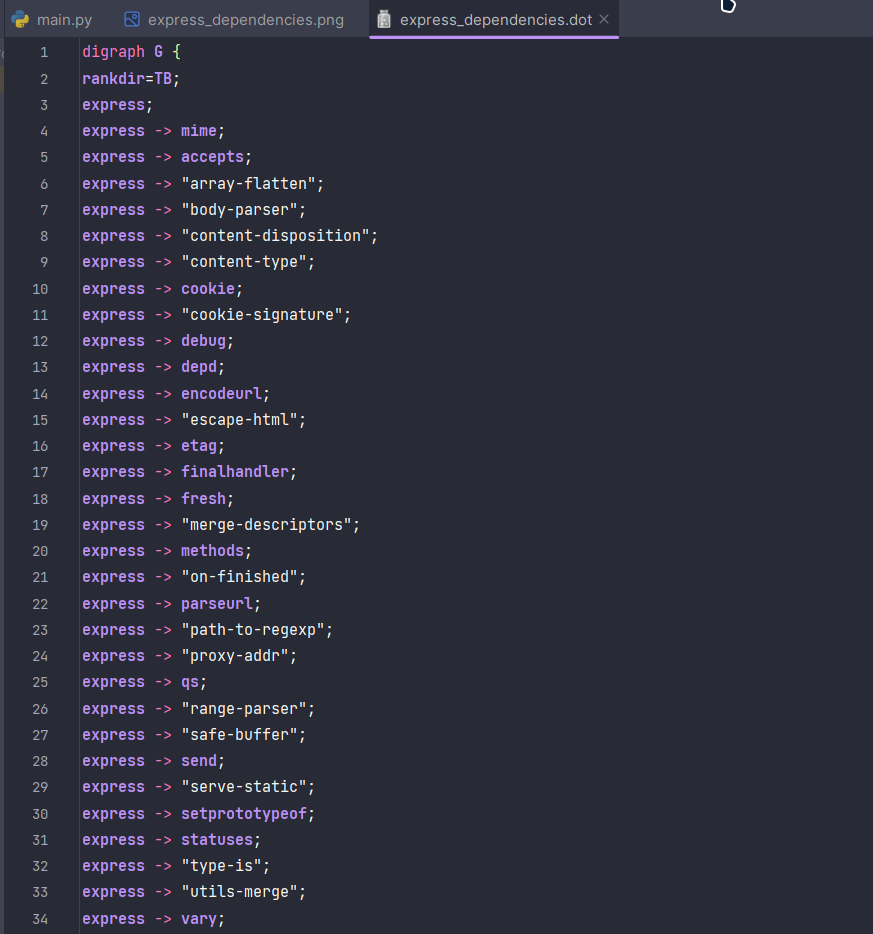 main.py express_dependencies.png express_dependencies.dot
1 digraph G {
2 rankdir=TB;
3 express;
4 express -> mime;
5 express -> accepts;
6 express -> "array-flatten";
7 express -> "body-parser";
8 express -> "content-disposition";
9 express -> "content-type";
10 express -> cookie;
11 express -> "cookie-signature";
12 express -> debug;
13 express -> depd;
14 express -> encodeurl;
15 express -> "escape-html";
16 express -> etag;
17 express -> finalhandler;
18 express -> fresh;
19 express -> "merge-descriptors";
20 express -> methods;
21 express -> "on-finished";
22 express -> parseurl;
23 express -> "path-to-regexp";
24 express -> "proxy-addr";
25 express -> qs;
26 express -> "range-parser";
27 express -> "safe-buffer";
28 express -> send;
29 express -> "serve-static";
30 express -> setprototypeof;
31 express -> statuses;
32 express -> "type-is";
33 express -> "utils-merge";
34 express -> vary;